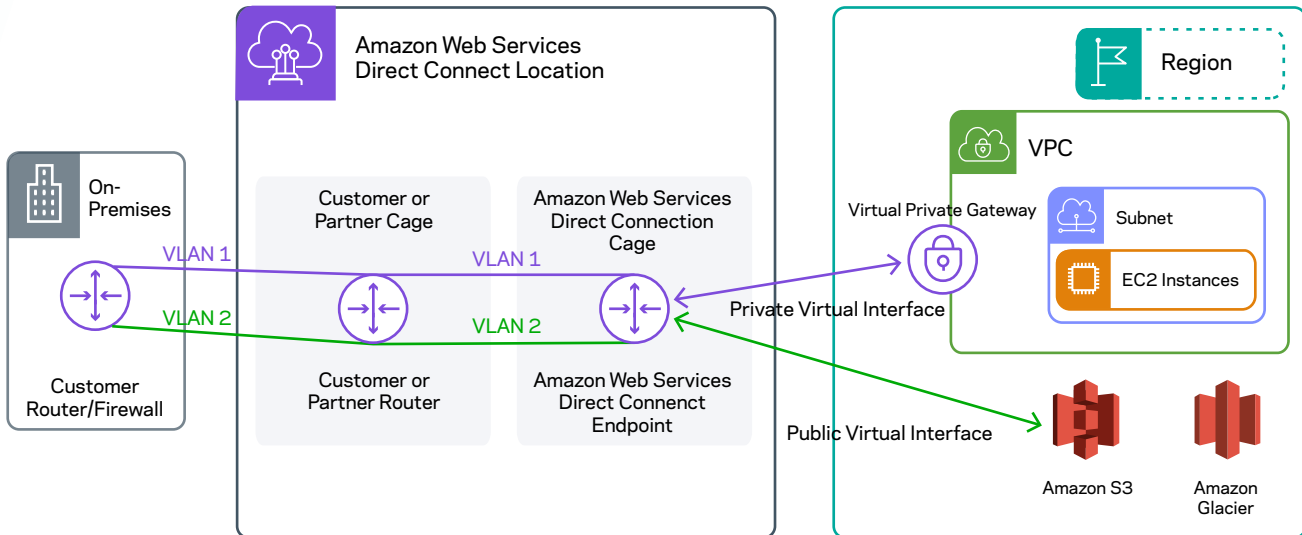 Amazon Web Services
Direct Connect Location
Region
VPC
On-
Premises
Customer or
Partner Cage
Amazon Web Services
Direct Connection
Cage
Virtual Private Gateway
Subnet
EC2 Instances
VLAN 1
VLAN 1
VLAN 2
VLAN 2
Private Virtual Interface
Customer
Router/Firewall
Customer or
Partner Router
Amazon Web Services
Direct Connenct
Endpoint
Public Virtual Interface
Amazon S3
Amazon
Glacier